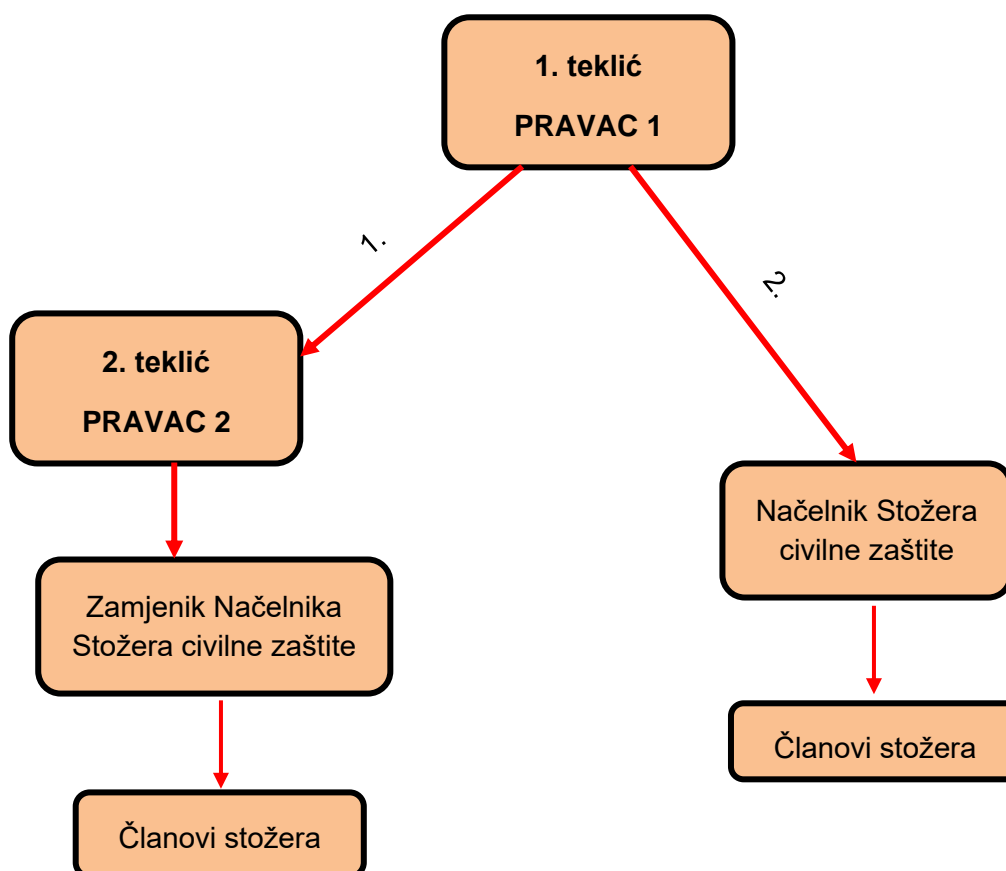 1. teklić
PRAVAC 1
1.
2.
2. teklić
PRAVAC 2
Načelnik Stožera
civilne zaštite
Zamjenik Načelnika
Stožera civilne zaštite
Članovi stožera
Članovi stožera